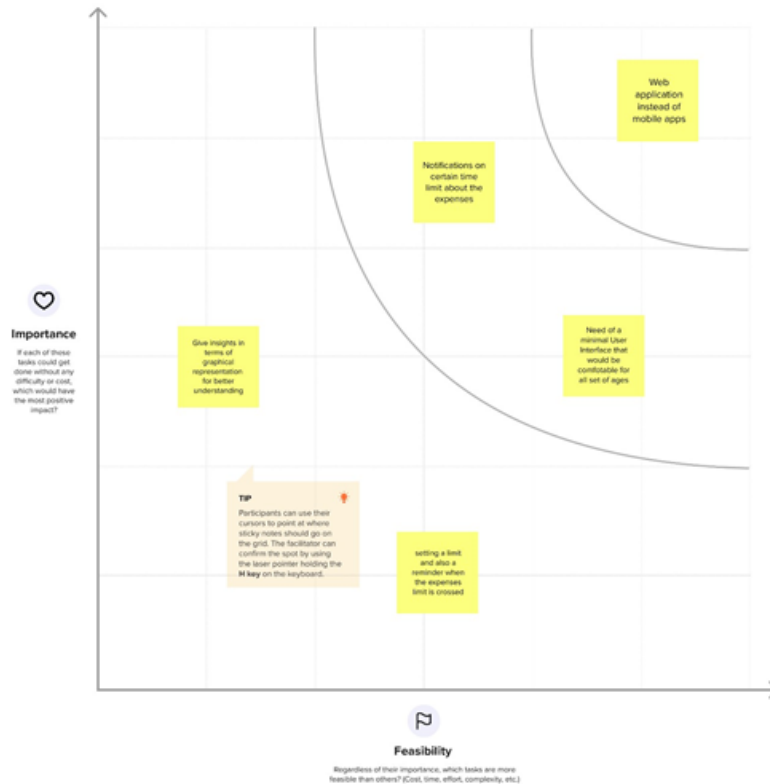 Web
application
instead of
mobile apps
Notifications on
certain time
limit about the
expenses
Importance
If each of these
tasks could get
done without any
difficulty or cost,
which would have
the most positive
impact?
Give insights in
terms of
graphical
representation
for better
understanding
Need of a
minimal User
Interface that
would be
comfotable for
all set of ages
TIP
Participants can use their
cursors to point at where
sticky notes should go on
the grid. The facilitator can
confirm the spot by using
the laser pointer holding the
H key on the keyboard.
setting a limit
and also a
reminder when
the expenses
limit is crossed
Feasibility
Regardless of their importance, which tasks are more
feasible than others? (Cost, time, effort, complexity, etc.)